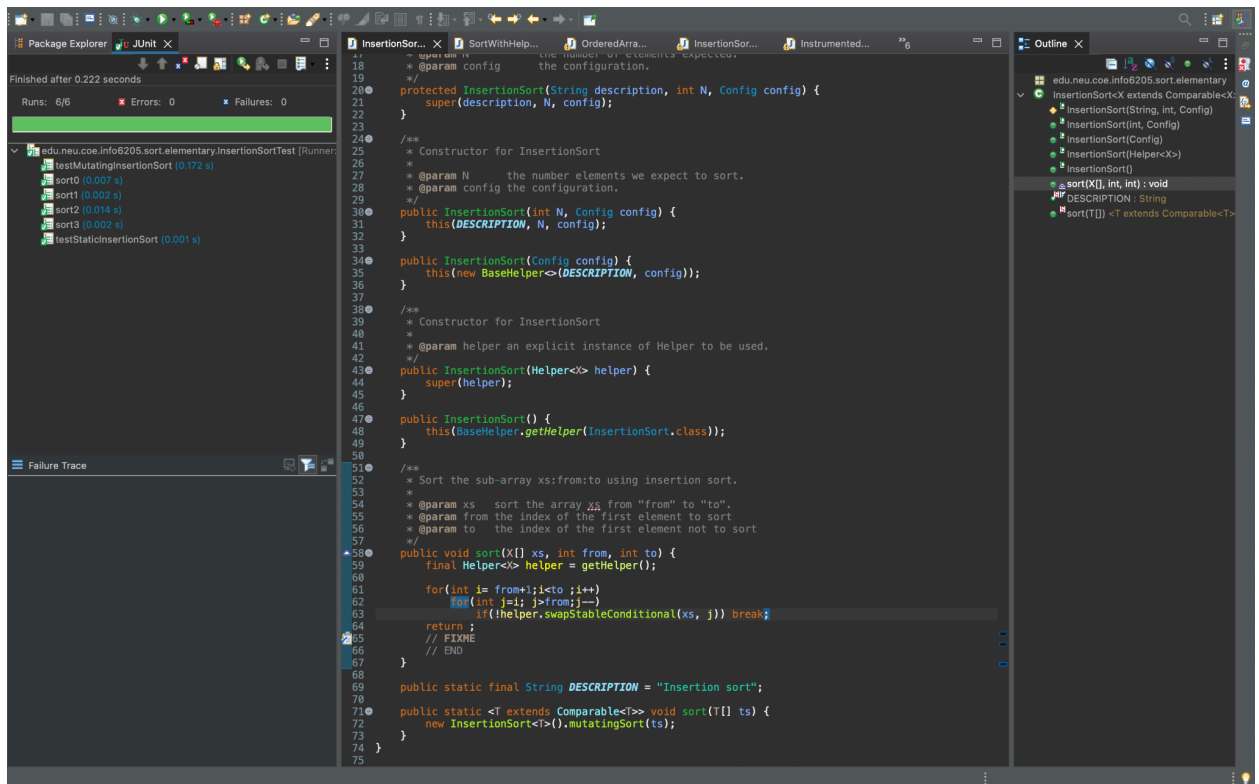 Package Explorer
JUnit
Finished after 0.222 seconds
Runs: 6/6
Errors: 0
Failures: 0
edu.neu.coe.info6205.sort.elementary.InsertionSortTest [Runner:
testMutatingInsertionSort (0.172 s)
sort0 (0.007 s)
sort1 (0.002 s)
sort2 (0.014 s)
sort3 (0.002 s)
testStaticInsertionSort (0.001 s)
Failure Trace
InsertionSor...
SortWithHelp...
OrderedArra...
InsertionSor...
Instrumented...
»6
17 * @param N the number of elements expected.
18 * @param config the configuration.
19 */
20 protected InsertionSort(String description, int N, Config config) {
21 super(description, N, config);
22 }
23
24 /**
25 * Constructor for InsertionSort
26 *
27 * @param N the number elements we expect to sort.
28 * @param config the configuration.
29 */
30 public InsertionSort(int N, Config config) {
31 this(DESCRIPTION, N, config);
32 }
33
34 public InsertionSort(Config config) {
35 this(new BaseHelper<>(DESCRIPTION, config));
36 }
37
38 /**
39 * Constructor for InsertionSort
40 *
41 * @param helper an explicit instance of Helper to be used.
42 */
43 public InsertionSort(Helper<X> helper) {
44 super(helper);
45 }
46
47 public InsertionSort() {
48 this(BaseHelper.getHelper(InsertionSort.class));
49 }
50
51 /**
52 * Sort the sub-array xs:from:to using insertion sort.
53 *
54 * @param xs sort the array xs from "from" to "to".
55 * @param from the index of the first element to sort
56 * @param to the index of the first element not to sort
57 */
58 public void sort(X[] xs, int from, int to) {
59 final Helper<X> helper = getHelper();
60
61 for(int i= from+1;i<to ;i++)
62 for(int j=i; j>from;j--)
63 if(!helper.swapStableConditional(xs, j)) break;
64 return ;
65 // FIXME
66 // END
67 }
68
69 public static final String DESCRIPTION = "Insertion sort";
70
71 public static <T extends Comparable<T>> void sort(T[] ts) {
72 new InsertionSort<T>().mutatingSort(ts);
73 }
74 }
75
Outline
edu.neu.coe.info6205.sort.elementary
InsertionSort<X extends Comparable<X>
InsertionSort(String, int, Config)
InsertionSort(int, Config)
InsertionSort(Config)
InsertionSort(Helper<X>)
InsertionSort()
sort(X[], int, int) : void
DESCRIPTION : String
sort(T[]) <T extends Comparable<T>